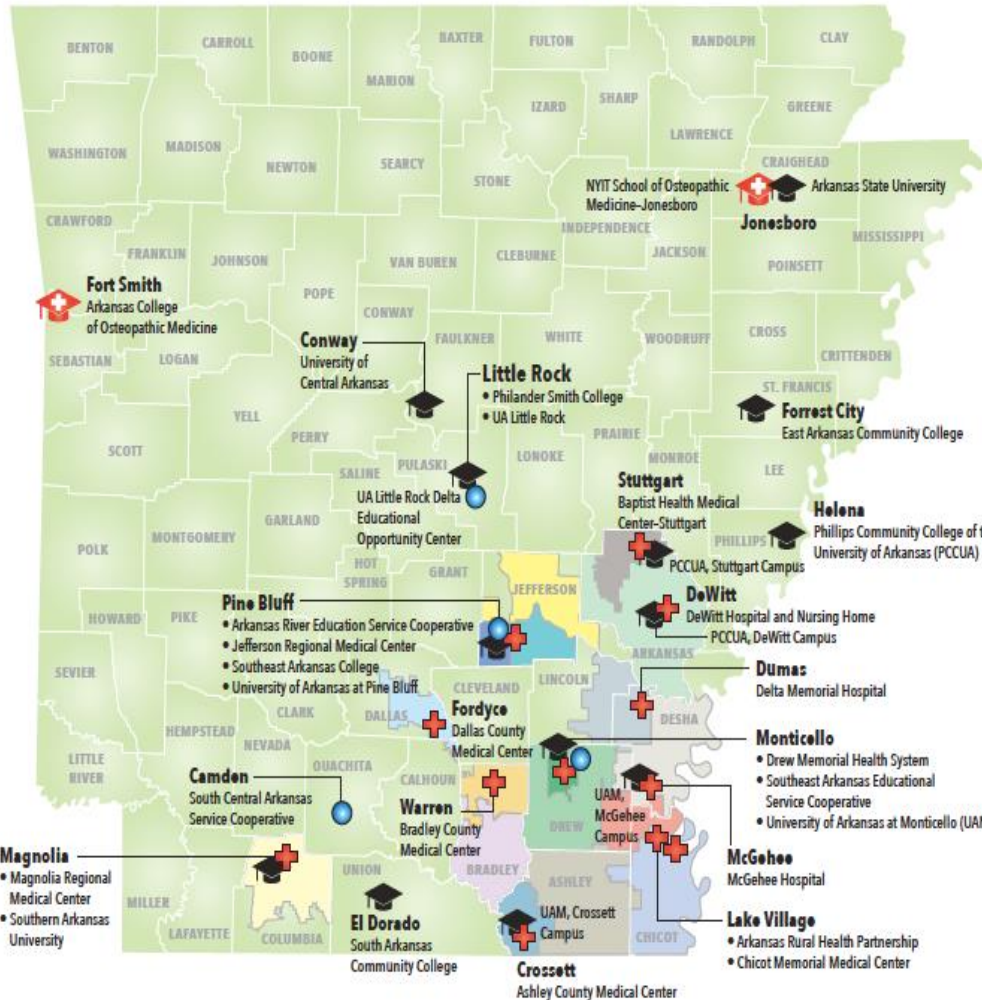 BENTON
CARROLL
BOONE
BAXTER
FULTON
RANDOLPH
CLAY
MARION
IZARD
SHARP
GREENE
LAWRENCE
WASHINGTON
MADISON
NEWTON
SEARCY
STONE
CRAIGHEAD
NYIT School of Osteopathic
Medicine–Jonesboro
Arkansas State University
Jonesboro
CRAWFORD
INDEPENDENCE
MISSISSIPPI
FRANKLIN
JOHNSON
VAN BUREN
CLEBURNE
JACKSON
POINSETT
Fort Smith
Arkansas College
of Osteopathic Medicine
POPE
CONWAY
FAULKNER
WHITE
WOODRUFF
CROSS
CRITTENDEN
SEBASTIAN
LOGAN
Conway
University of
Central Arkansas
Little Rock
• Philander Smith College
• UA Little Rock
ST. FRANCIS
Forrest City
East Arkansas Community College
YELL
PERRY
SCOTT
PRAIRIE
SALINE
PULASKI
LONOKE
MONROE
LEE
UA Little Rock Delta
Educational
Opportunity Center
Stuttgart
Baptist Health Medical
Center–Stuttgart
PCCUA, Stuttgart Campus
Helena
Phillips Community College of t
University of Arkansas (PCCUA)
PHILLIPS
POLK
MONTGOMERY
GARLAND
HOT
SPRING
GRANT
JEFFERSON
DeWitt
DeWitt Hospital and Nursing Home
PCCUA, DeWitt Campus
ARKANSAS
HOWARD
PIKE
Pine Bluff
• Arkansas River Education Service Cooperative
• Jefferson Regional Medical Center
• Southeast Arkansas College
• University of Arkansas at Pine Bluff
SEVIER
CLARK
DALLAS
CLEVELAND
LINCOLN
DESHA
Dumas
Delta Memorial Hospital
Fordyce
Dallas County
Medical Center
HEMPSTEAD
NEVADA
OUACHITA
CALHOUN
LITTLE
RIVER
Monticello
• Drew Memorial Health System
• Southeast Arkansas Educational
Service Cooperative
• University of Arkansas at Monticello (UAM
Camden
South Central Arkansas
Service Cooperative
Warren
Bradley County
Medical Center
UAM,
McGehee
Campus
DREW
McGehee
McGehee Hospital
Magnolia
• Magnolia Regional
Medical Center
• Southern Arkansas
University
MILLER
LAFAYETTE
COLUMBIA
UNION
BRADLEY
ASHLEY
CHICOT
El Dorado
South Arkansas
Community College
UAM, Crossett
Campus
Crossett
Ashley County Medical Center
Lake Village
• Arkansas Rural Health Partnership
• Chicot Memorial Medical Center